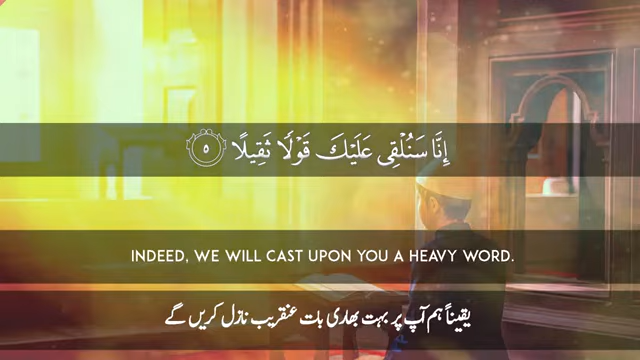 إِنَّا سَنُلْقِى عَلَيْكَ قَوْلًا ثَقِيلًا ٥
INDEED, WE WILL CAST UPON YOU A HEAVY WORD.
یقیناً ہم آپ پر بہت بھاری بات عنقریب نازل کریں گے